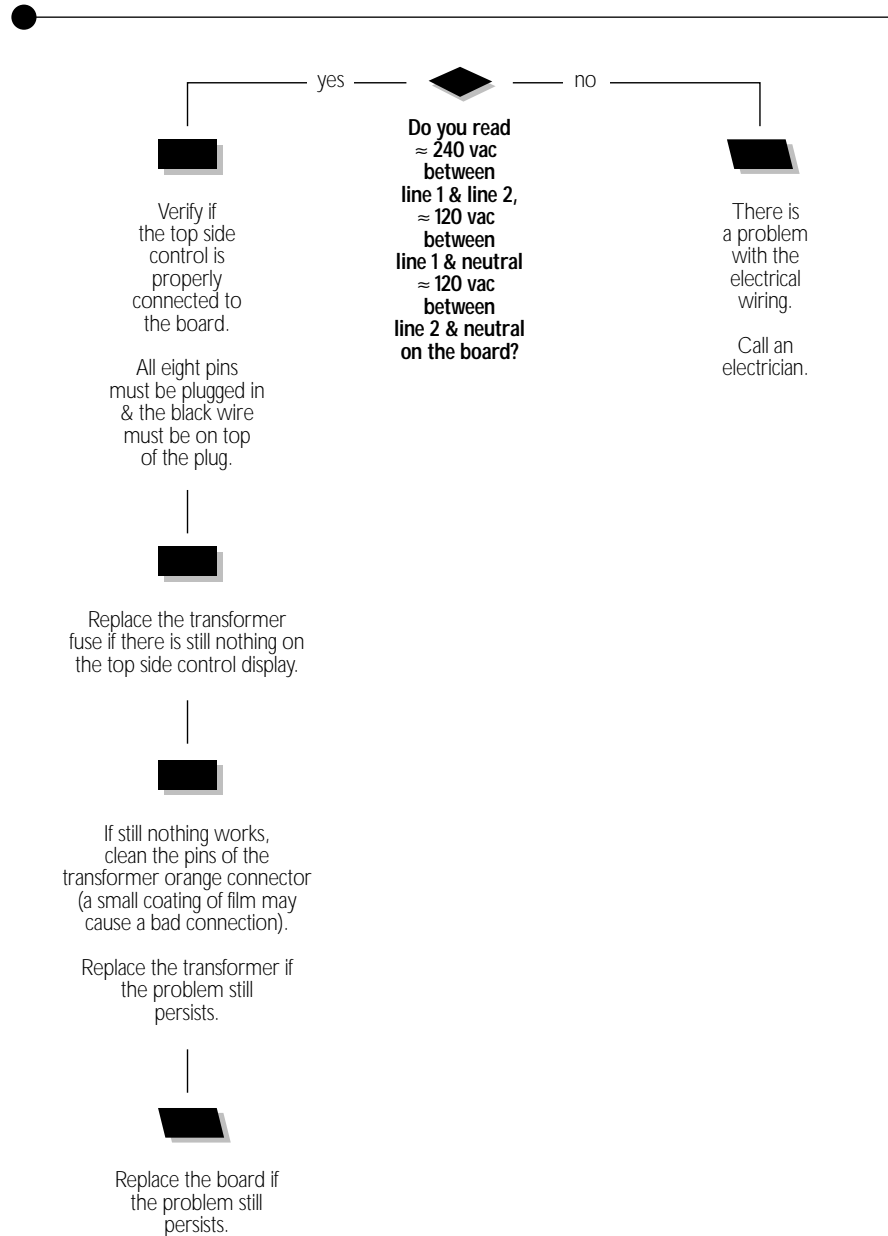 yes
no
Do you read
≈ 240 vac
between
line 1 & line 2,
≈ 120 vac
between
line 1 & neutral
≈ 120 vac
between
line 2 & neutral
on the board?
Verify if
the top side
control is
properly
connected to
the board.
All eight pins
must be plugged in
& the black wire
must be on top
of the plug.
There is
a problem
with the
electrical
wiring.
Call an
electrician.
Replace the transformer
fuse if there is still nothing on
the top side control display.
If still nothing works,
clean the pins of the
transformer orange connector
(a small coating of film may
cause a bad connection).
Replace the transformer if
the problem still
persists.
Replace the board if
the problem still
persists.